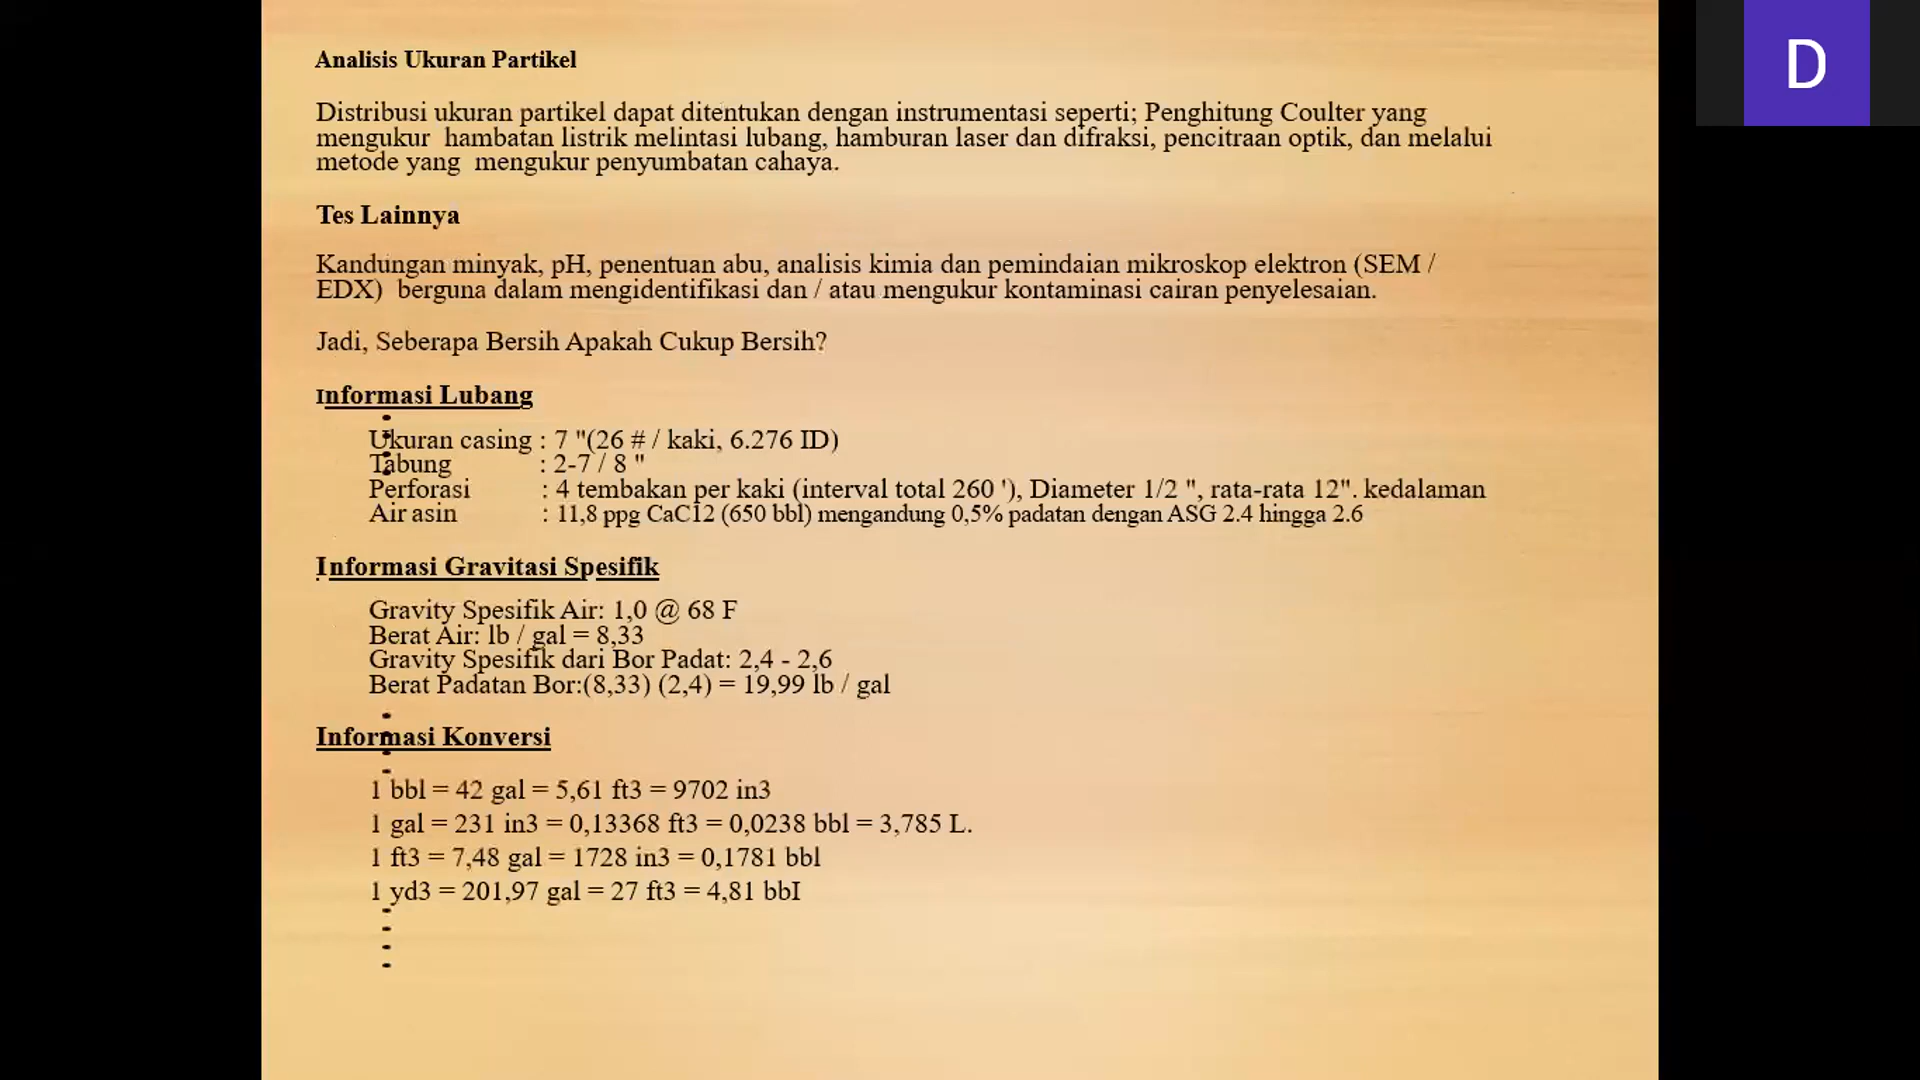 D
Analisis Ukuran Partikel
Distribusi ukuran partikel dapat ditentukan dengan instrumentasi seperti; Penghitung Coulter yang
mengukur hambatan listrik melintasi lubang, hamburan laser dan difraksi, pencitraan optik, dan melalui
metode yang mengukur penyumbatan cahaya.
Tes Lainnya
Kandungan minyak, pH, penentuan abu, analisis kimia dan pemindaian mikroskop elektron (SEM /
EDX) berguna dalam mengidentifikasi dan / atau mengukur kontaminasi cairan penyelesaian.
Jadi, Seberapa Bersih Apakah Cukup Bersih?
Informasi Lubang
Ukuran casing : 7 "(26 # / kaki, 6.276 ID)
Tabung : 2-7 / 8 "
Perforasi : 4 tembakan per kaki (interval total 260 '), Diameter 1/2 ", rata-rata 12". kedalaman
Air asin : 11,8 ppg CaC12 (650 bbl) mengandung 0,5% padatan dengan ASG 2.4 hingga 2.6
Informasi Gravitasi Spesifik
Gravity Spesifik Air: 1,0 @ 68 F
Berat Air: lb / gal = 8,33
Gravity Spesifik dari Bor Padat: 2,4 - 2,6
Berat Padatan Bor:(8,33) (2,4) = 19,99 lb / gal
Informasi Konversi
1 bbl = 42 gal = 5,61 ft3 = 9702 in3
1 gal = 231 in3 = 0,13368 ft3 = 0,0238 bbl = 3,785 L.
1 ft3 = 7,48 gal = 1728 in3 = 0,1781 bbl
1 yd3 = 201,97 gal = 27 ft3 = 4,81 bbI